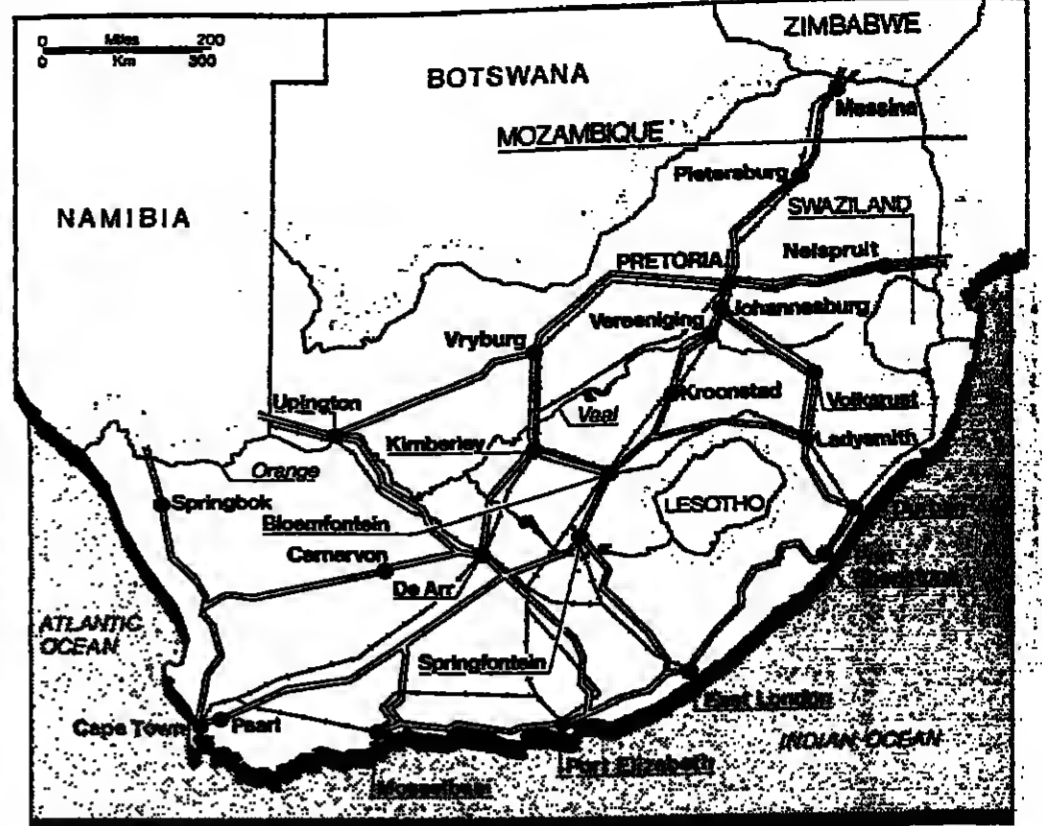 ZIMBABWE
0 Miles 200
0 Km 300
BOTSWANA
Messina
MOZAMBIQUE
Pietersburg
SWAZILAND
NAMIBIA
Nelspruit
PRETORIA
Johannesburg
Vereeniging
Vryburg
Kroonstad
Volksrust
Upington
Vaal
Kimberley
Ladysmith
Orange
Springbok
LESOTHO
Durban
Bloemfontein
Carnarvon
De Arr
ATLANTIC
OCEAN
Springfontein
East London
Cape Town
Paarl
INDIAN OCEAN
Port Elizabeth